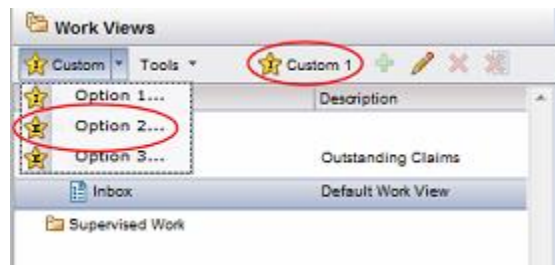 Work Views
Custom Tools Custom 1
Option 1... Description
Option 2...
Option 3... Outstanding Claims
Inbox Default Work View
Supervised Work